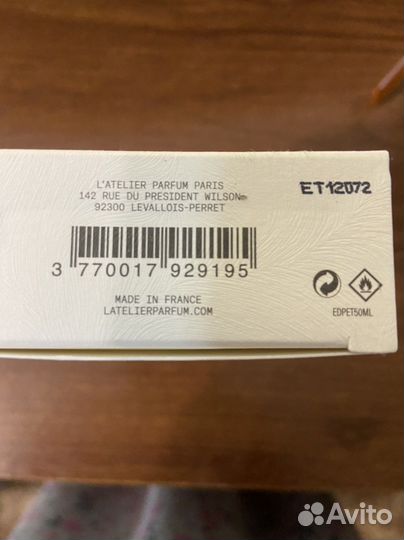 L'ATELIER PARFUM PARIS
142 RUE DU PRESIDENT WILSON
92300 LEVALLOIS-PERRET
ET12072
3 770017 929195
MADE IN FRANCE
LATELIERPARFUM.COM
EDPET50ML
Avito